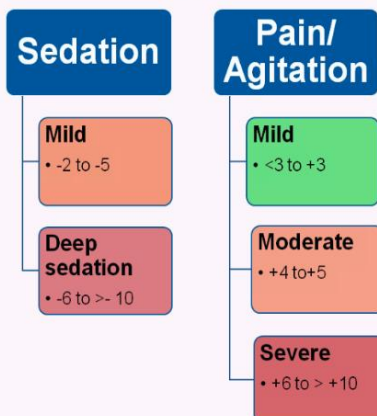 Sedation
Mild
• -2 to -5
Deep
sedation
• -6 to >- 10
Pain/
Agitation
Mild
• <3 to +3
Moderate
• +4 to+5
Severe
• +6 to > +10